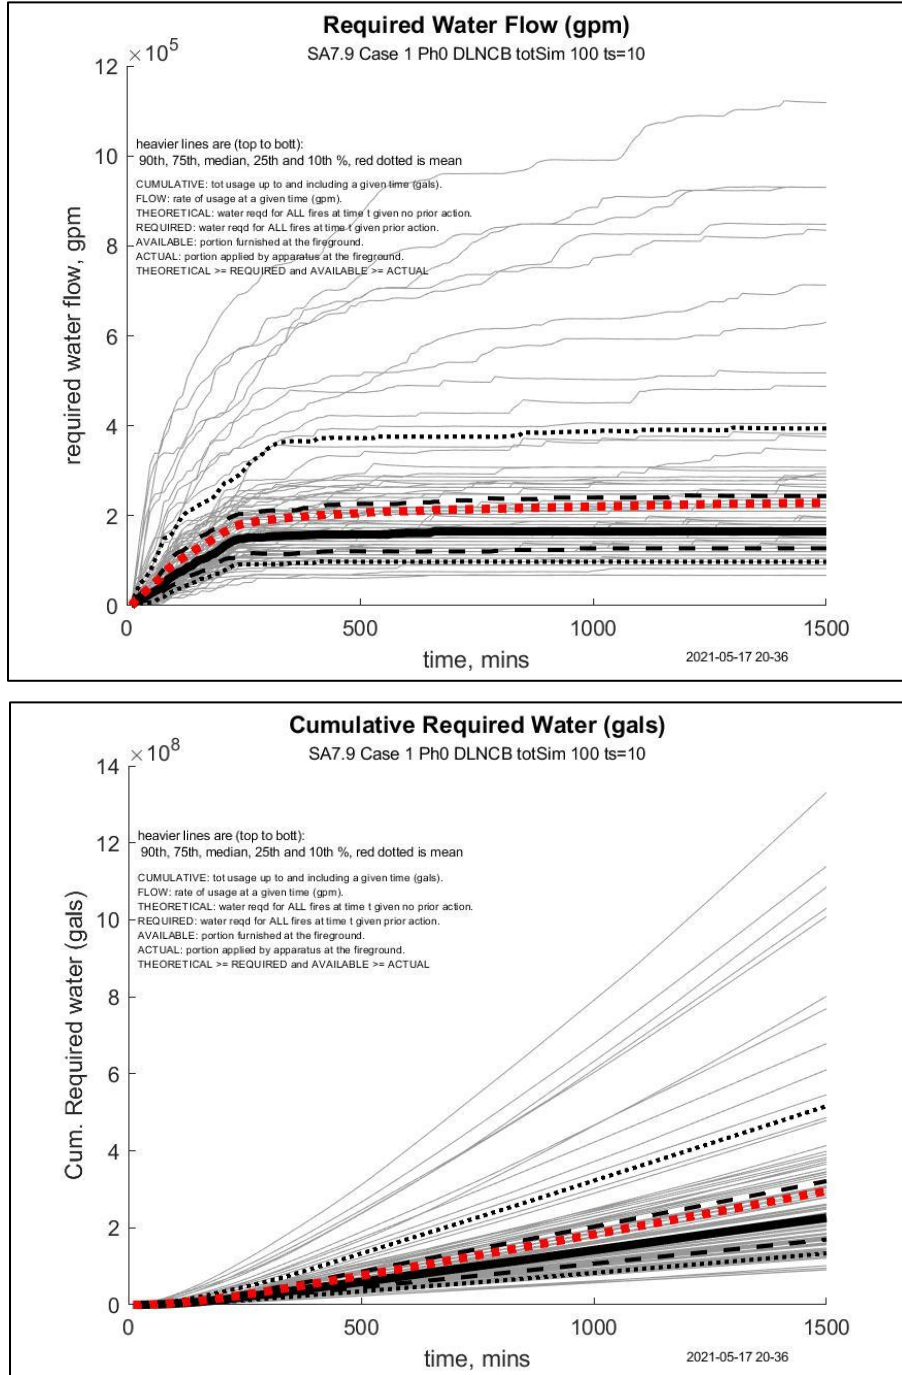 Required Water Flow (gpm)
SA7.9 Case 1 Ph0 DLNCB totSim 100 ts=10
×10^5
12
10
8
6
4
2
0
required water flow, gpm
heavier lines are (top to bott):
90th, 75th, median, 25th and 10th %, red dotted is mean
CUMULATIVE: tot usage up to and including a given time (gals).
FLOW: rate of usage at a given time (gpm).
THEORETICAL: water reqd for ALL fires at time t given no prior action.
REQUIRED: water reqd for ALL fires at time t given prior action.
AVAILABLE: portion furnished at the fireground.
ACTUAL: portion applied by apparatus at the fireground.
THEORETICAL >= REQUIRED and AVAILABLE >= ACTUAL
0 500 1000 1500
time, mins
2021-05-17 20-36
Cumulative Required Water (gals)
SA7.9 Case 1 Ph0 DLNCB totSim 100 ts=10
×10^8
14
12
10
8
6
4
2
0
Cum. Required water (gals)
heavier lines are (top to bott):
90th, 75th, median, 25th and 10th %, red dotted is mean
CUMULATIVE: tot usage up to and including a given time (gals).
FLOW: rate of usage at a given time (gpm).
THEORETICAL: water reqd for ALL fires at time t given no prior action.
REQUIRED: water reqd for ALL fires at time t given prior action.
AVAILABLE: portion furnished at the fireground.
ACTUAL: portion applied by apparatus at the fireground.
THEORETICAL >= REQUIRED and AVAILABLE >= ACTUAL
0 500 1000 1500
time, mins
2021-05-17 20-36